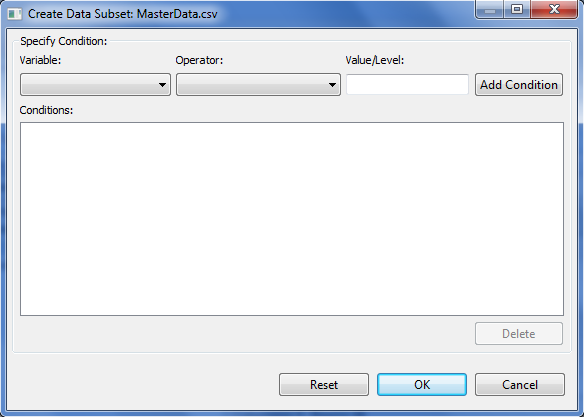 Create Data Subset: MasterData.csv
Specify Condition:
Variable: Operator: Value/Level:
Add Condition
Conditions:
Delete
Reset OK Cancel